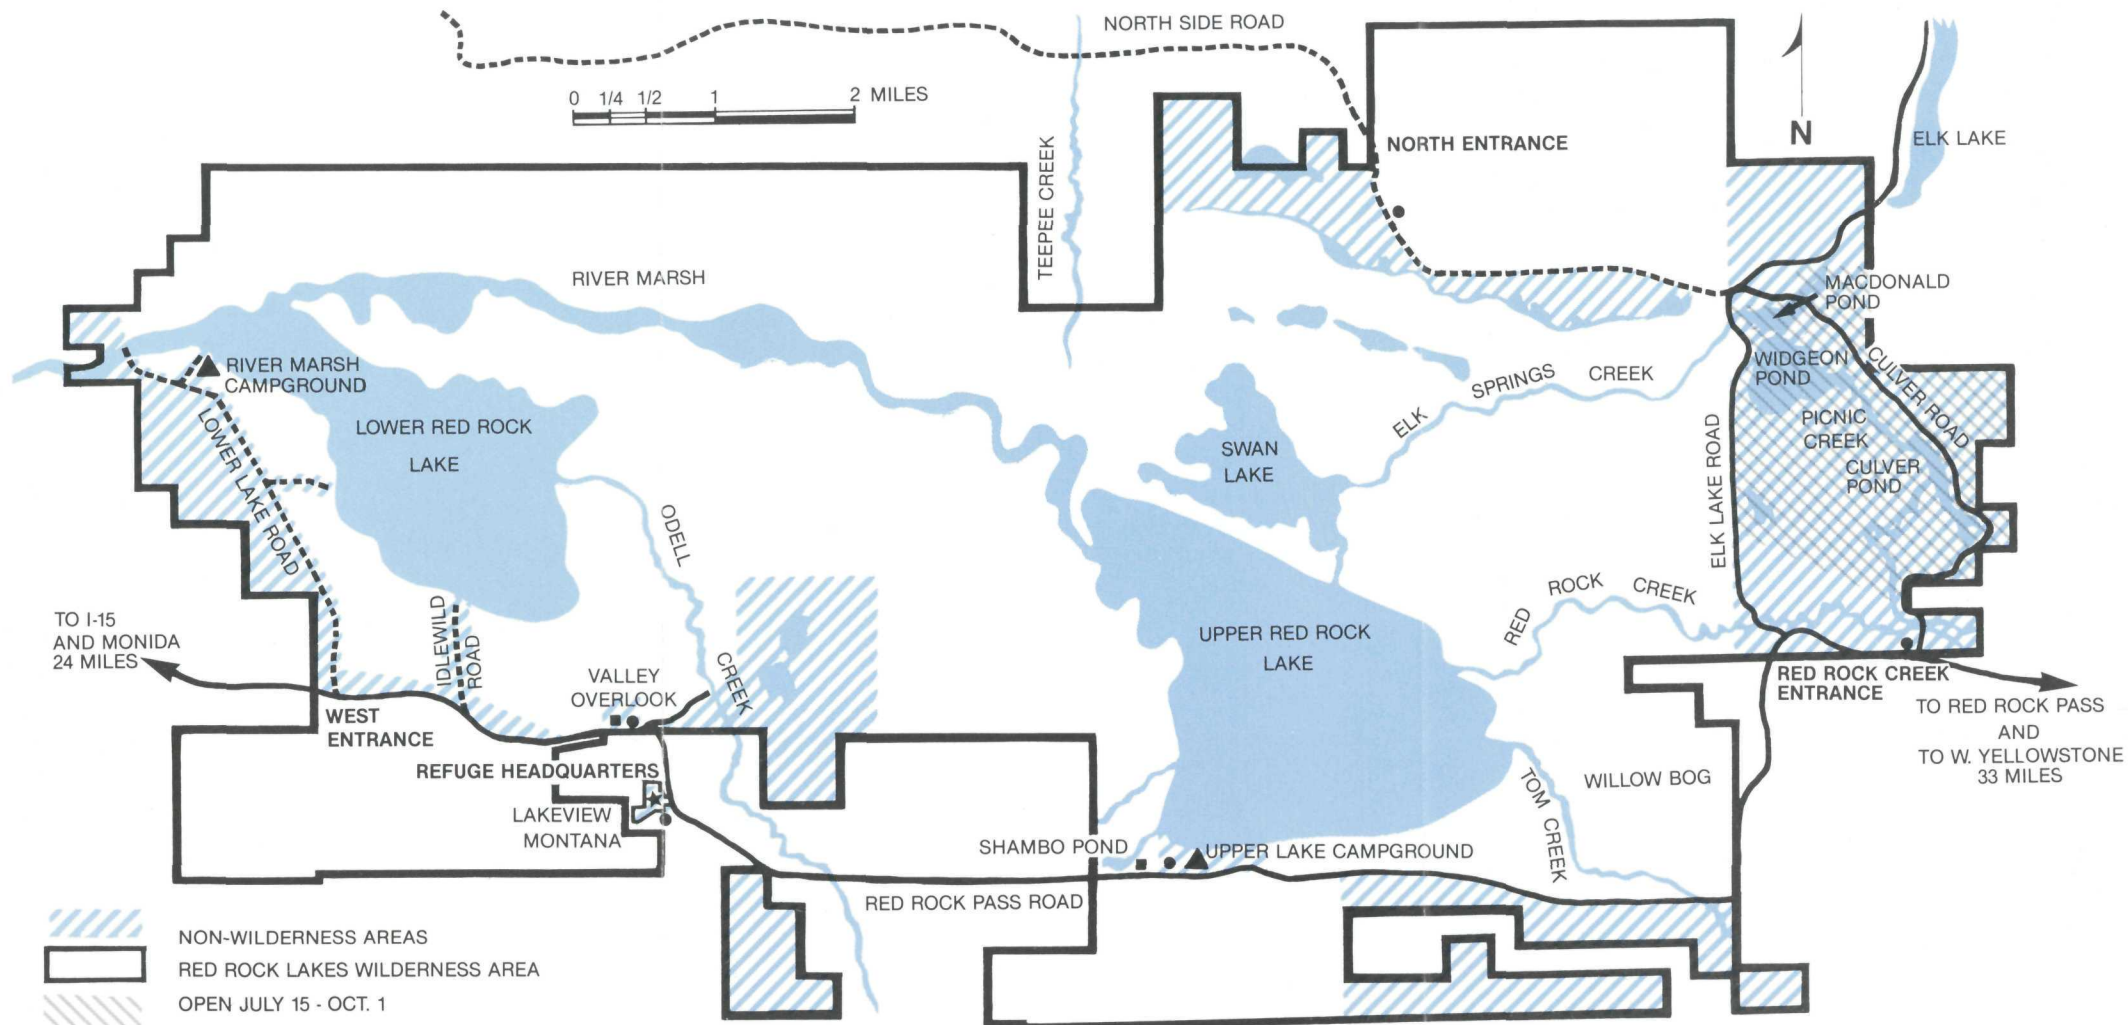 NORTH SIDE ROAD
0 1/4 1/2 1 2 MILES
N
ELK LAKE
NORTH ENTRANCE
TEEPEE CREEK
RIVER MARSH
MACDONALD
POND
RIVER MARSH
CAMPGROUND
WIDGEON
POND
CULVER ROAD
ELK SPRINGS CREEK
LOWER LAKE ROAD
LOWER RED ROCK
LAKE
SWAN
LAKE
PICNIC
CREEK
CULVER
POND
ELK LAKE ROAD
ODELL CREEK
RED ROCK CREEK
TO I-15
AND MONIDA
24 MILES
IDLEWILD
ROAD
UPPER RED ROCK
LAKE
VALLEY
OVERLOOK
WEST
ENTRANCE
RED ROCK CREEK
ENTRANCE
TO RED ROCK PASS
AND
TO W. YELLOWSTONE
33 MILES
REFUGE HEADQUARTERS
LAKEVIEW
MONTANA
WILLOW BOG
TOM CREEK
SHAMBO POND
UPPER LAKE CAMPGROUND
RED ROCK PASS ROAD
NON-WILDERNESS AREAS
RED ROCK LAKES WILDERNESS AREA
OPEN JULY 15 - OCT. 1